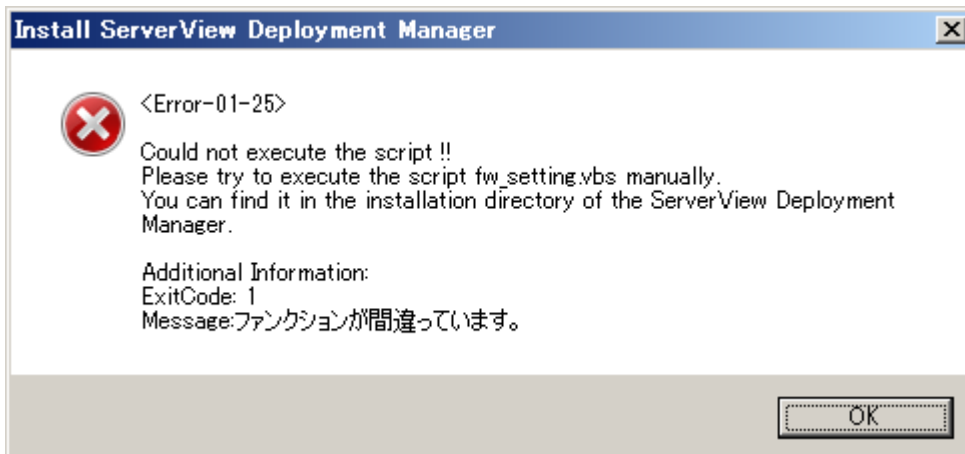 Install ServerView Deployment Manager
<Error-01-25>
Could not execute the script !!
Please try to execute the script fw_setting.vbs manually.
You can find it in the installation directory of the ServerView Deployment
Manager.
Additional Information:
ExitCode: 1
Message:ファンクションが間違っています。
OK